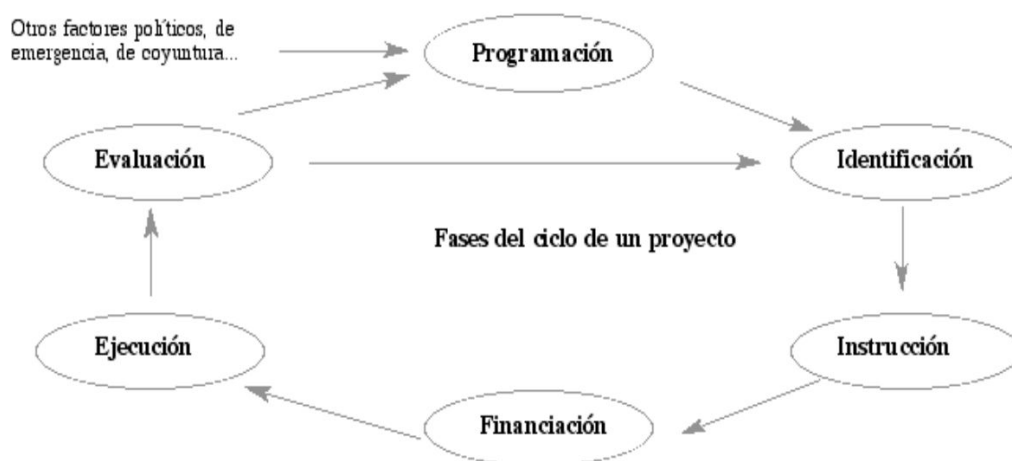 Otros factores políticos, de
emergencia, de coyuntura...
Programación
Evaluación
Identificación
Fases del ciclo de un proyecto
Ejecución
Instrucción
Financiación